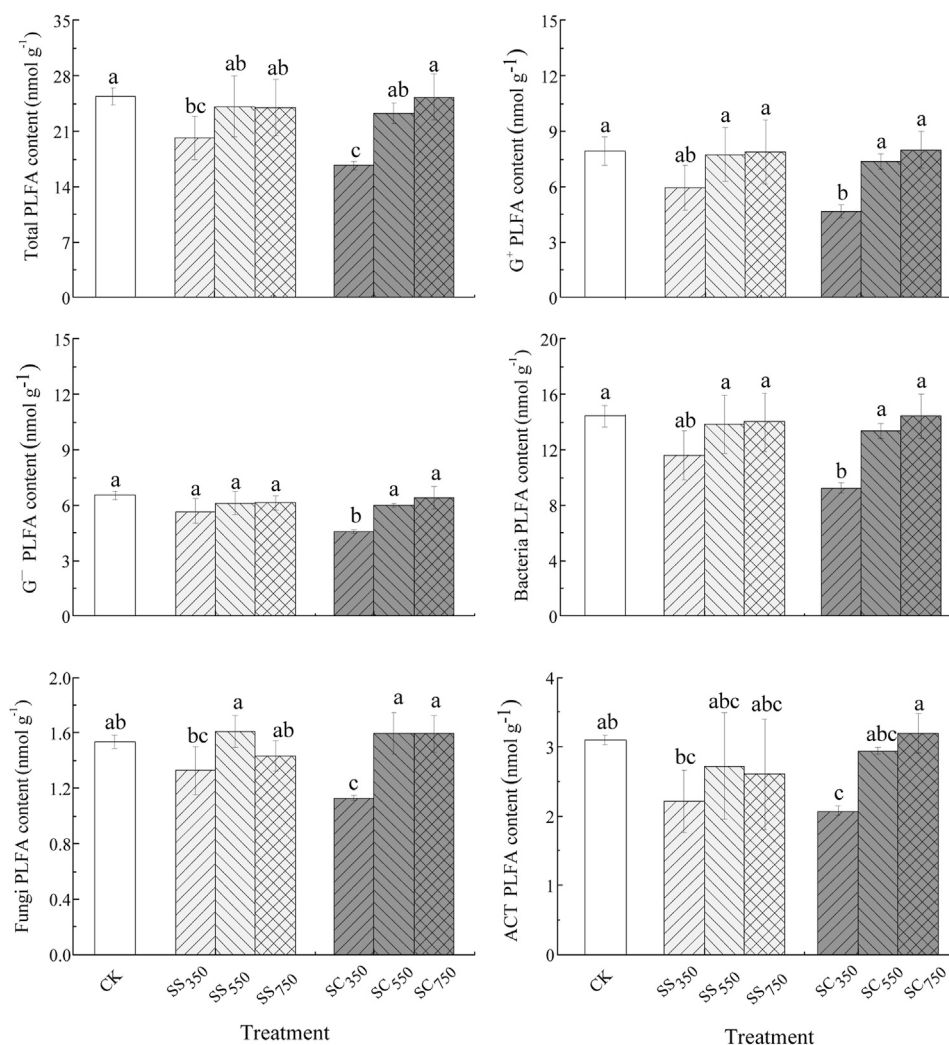 Total PLFA content (nmol g-1)
35
28
21
14
7
0
a
bc
ab
ab
c
ab
a
G+ PLFA content (nmol g-1)
15
12
9
6
3
0
a
ab
a
a
b
a
a
G— PLFA content (nmol g-1)
15
12
9
6
3
0
a
a
a
a
b
a
a
Bacteria PLFA content (nmol g-1)
20
16
12
8
4
0
a
ab
a
a
b
a
a
Fungi PLFA content (nmol g-1)
2.0
1.6
1.2
0.8
0.4
0.0
ab
bc
a
ab
c
a
a
CK
SS350
SS550
SS750
SC350
SC550
SC750
Treatment
ACT PLFA content (nmol g-1)
4
3
2
1
0
ab
bc
abc
abc
c
abc
a
CK
SS350
SS550
SS750
SC350
SC550
SC750
Treatment